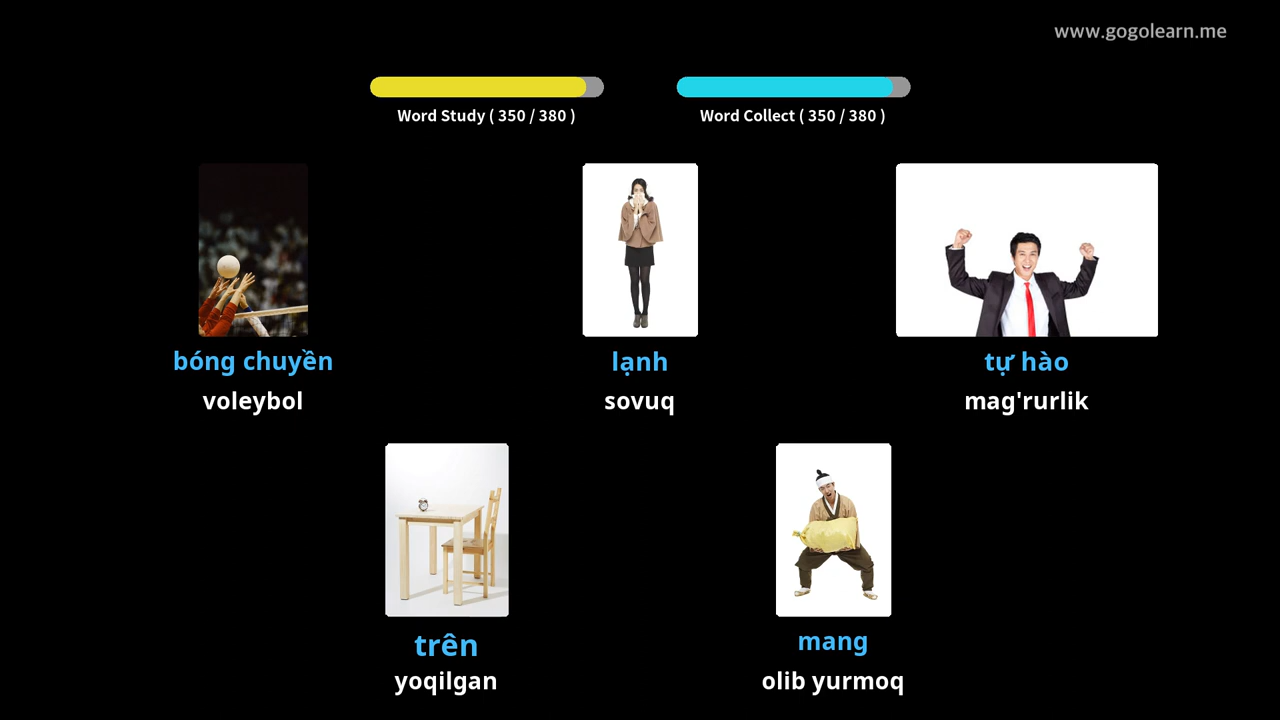 www.gogolearn.me
Word Study ( 350 / 380 )
Word Collect ( 350 / 380 )
bóng chuyền
voleybol
lạnh
sovuq
tự hào
mag'rurlik
trên
yoqilgan
mang
olib yurmoq